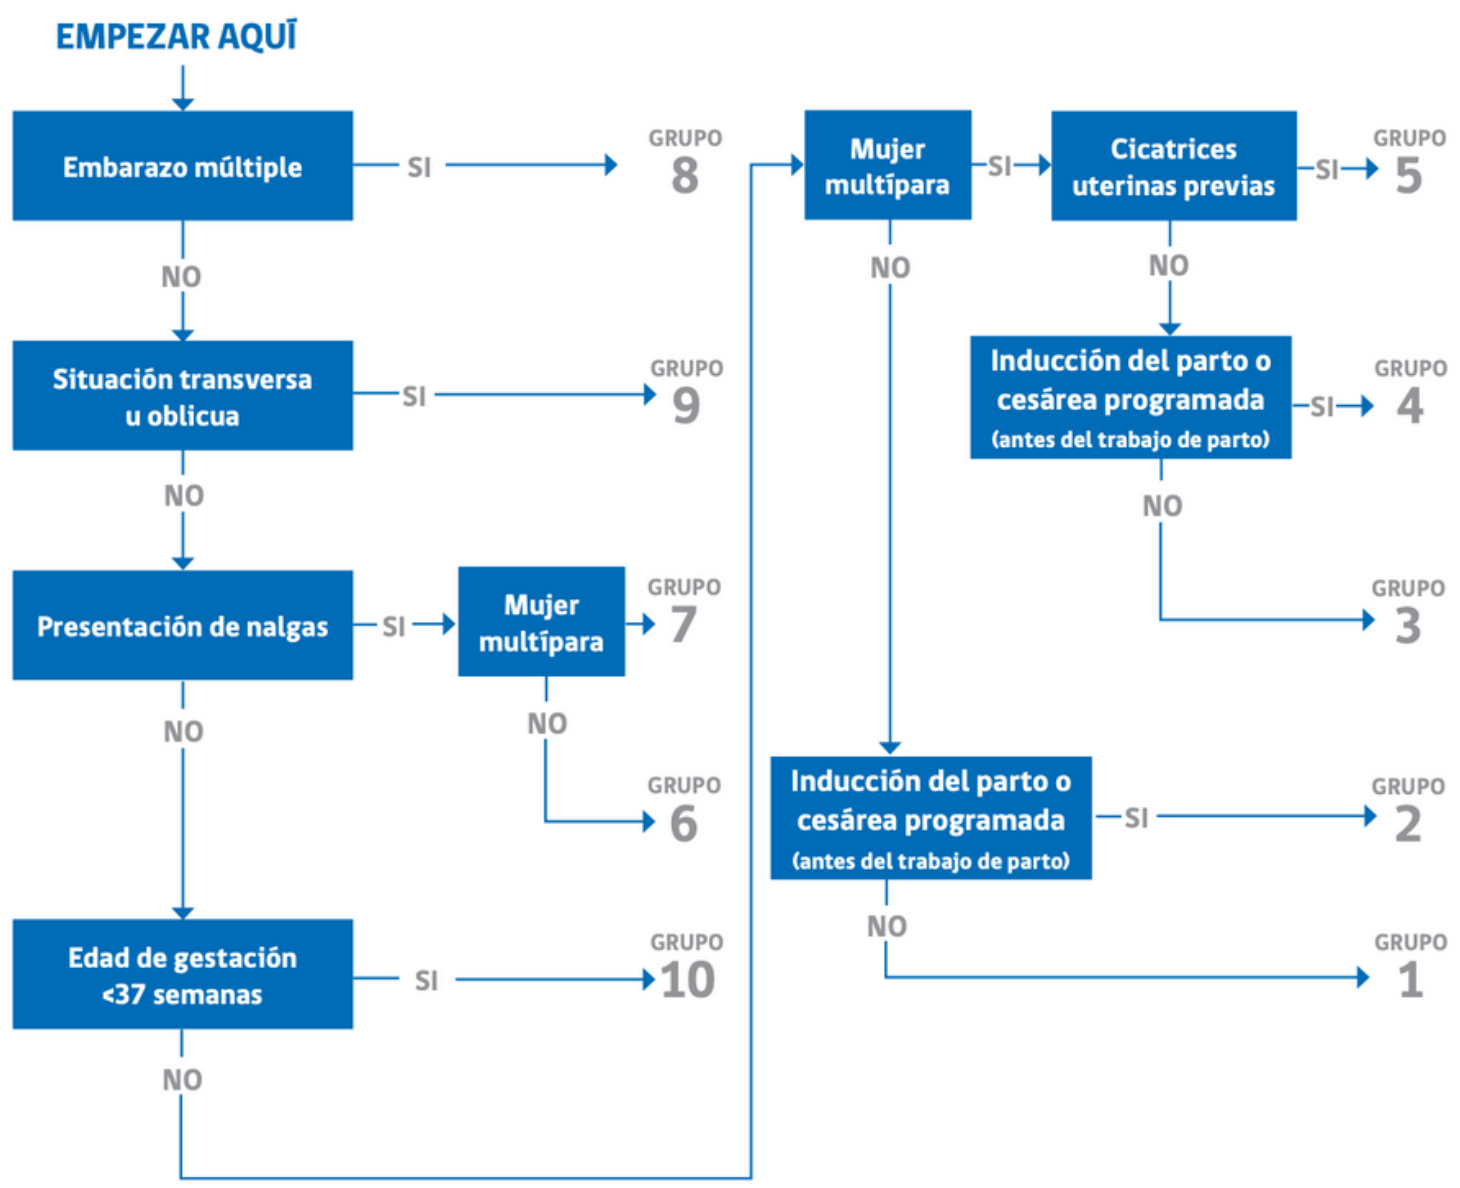 EMPEZAR AQUÍ
Embarazo múltiple
SI
GRUPO
8
NO
Situación transversa
u oblicua
SI
GRUPO
9
NO
Presentación de nalgas
SI
Mujer
multípara
GRUPO
7
NO
GRUPO
6
NO
Edad de gestación
<37 semanas
SI
GRUPO
10
NO
Mujer
multípara
SI
Cicatrices
uterinas previas
SI
GRUPO
5
NO
NO
Inducción del parto o
cesárea programada
(antes del trabajo de parto)
SI
GRUPO
4
NO
GRUPO
3
Inducción del parto o
cesárea programada
(antes del trabajo de parto)
SI
GRUPO
2
NO
GRUPO
1